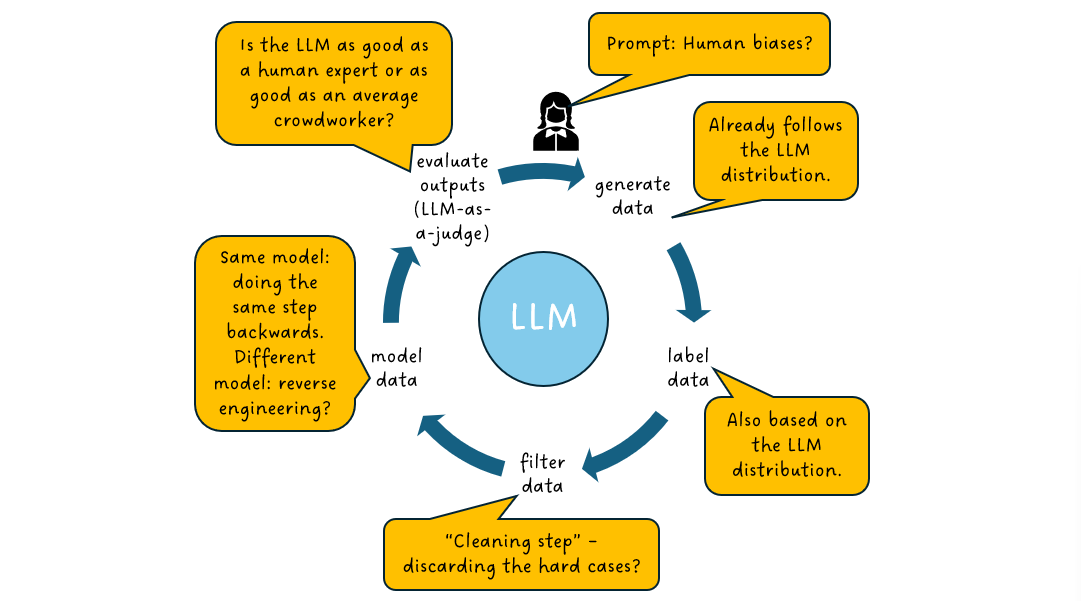 Is the LLM as good as
a human expert or as
good as an average
crowdworker?
Prompt: Human biases?
Already follows
the LLM
distribution.
evaluate
outputs
(LLM-as-
a-judge)
generate
data
Same model:
doing the
same step
backwards.
Different
model: reverse
engineering?
LLM
model
data
label
data
Also based on
the LLM
distribution.
filter
data
“Cleaning step” –
discarding the hard cases?